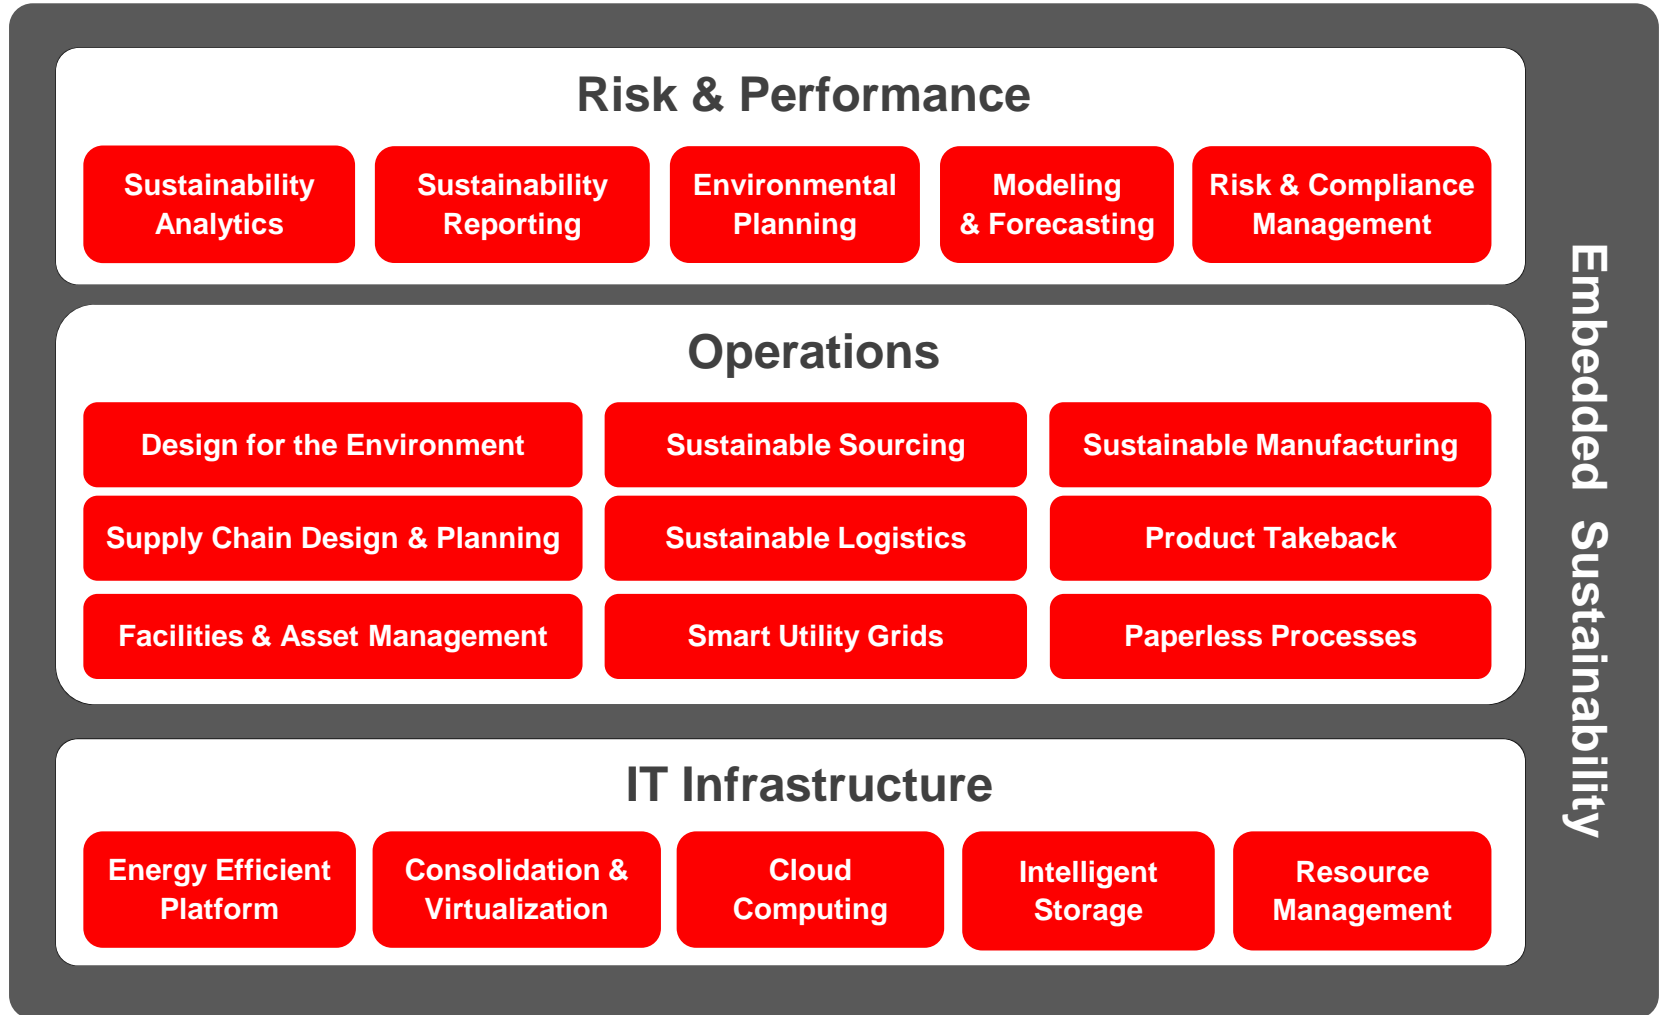 Risk & Performance
Sustainability
Analytics
Sustainability
Reporting
Environmental
Planning
Modeling
& Forecasting
Risk & Compliance
Management
Operations
Design for the Environment
Sustainable Sourcing
Sustainable Manufacturing
Supply Chain Design & Planning
Sustainable Logistics
Product Takeback
Facilities & Asset Management
Smart Utility Grids
Paperless Processes
IT Infrastructure
Energy Efficient
Platform
Consolidation &
Virtualization
Cloud
Computing
Intelligent
Storage
Resource
Management
Embedded Sustainability